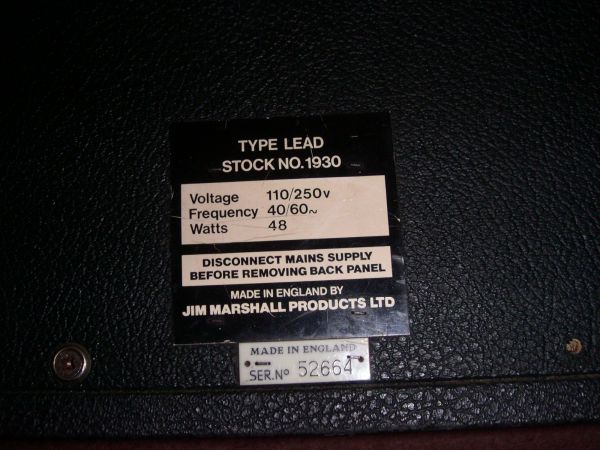 TYPE LEAD
STOCK NO. 1930
Voltage 110/250v
Frequency 40/60~
Watts 48
DISCONNECT MAINS SUPPLY
BEFORE REMOVING BACK PANEL
MADE IN ENGLAND BY
JIM MARSHALL PRODUCTS LTD
MADE IN ENGLAND
SER. Nº 52664